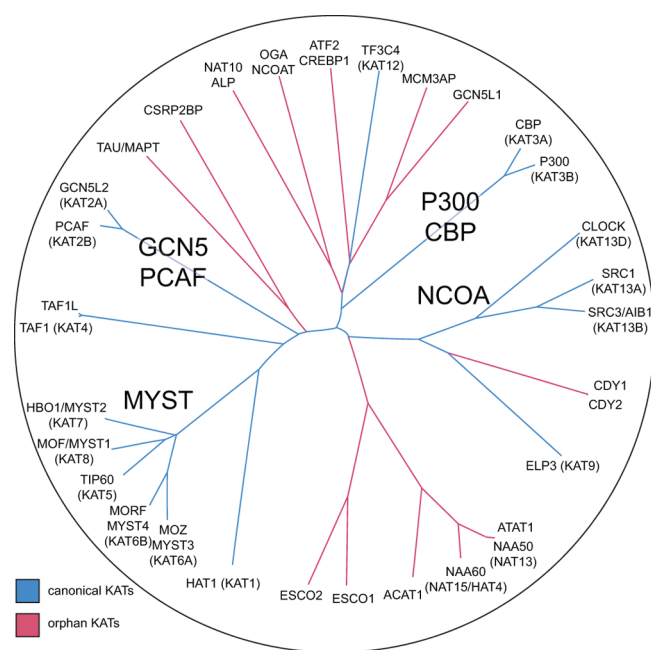 ATF2
CREBP1
OGA
NCOAT
TF3C4
(KAT12)
NAT10
ALP
MCM3AP
GCN5L1
CSRP2BP
TAU/MAPT
CBP
(KAT3A)
P300
(KAT3B)
GCN5L2
(KAT2A)
PCAF
(KAT2B)
GCN5
PCAF
P300
CBP
CLOCK
(KAT13D)
NCOA
SRC1
(KAT13A)
SRC3/AIB1
(KAT13B)
TAF1L
TAF1 (KAT4)
MYST
CDY1
CDY2
HBO1/MYST2
(KAT7)
MOF/MYST1
(KAT8)
TIP60
(KAT5)
MORF
MYST4
(KAT6B)
MOZ
MYST3
(KAT6A)
ELP3 (KAT9)
HAT1 (KAT1)
ESCO2
ESCO1
ACAT1
ATAT1
NAA50
(NAT13)
NAA60
(NAT15/HAT4)
canonical KATs
orphan KATs